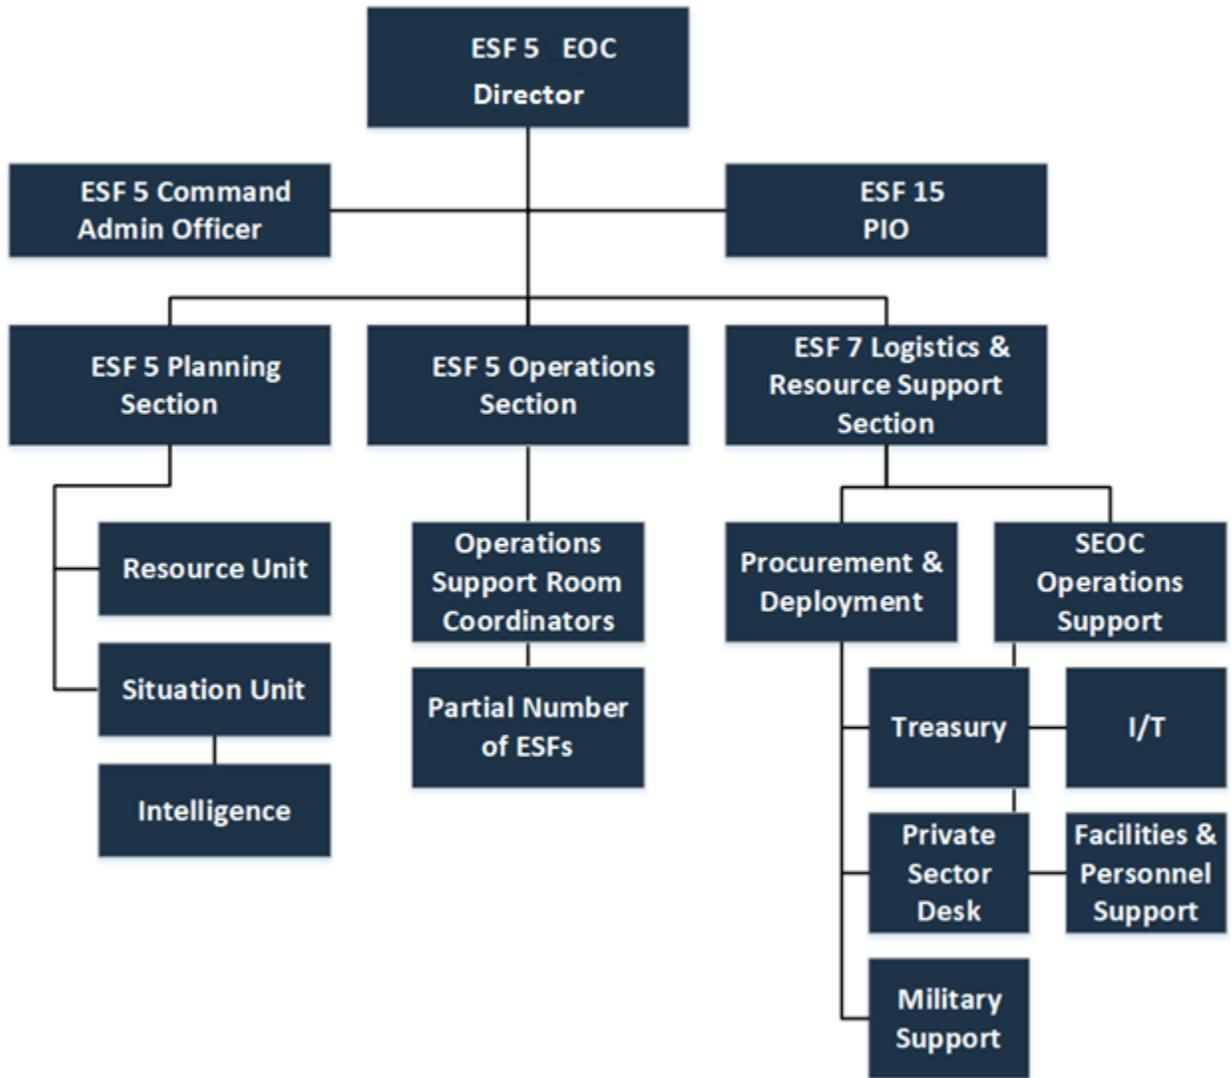 ESF 5 EOC
Director
ESF 5 Command
Admin Officer
ESF 15
PIO
ESF 5 Planning
Section
ESF 5 Operations
Section
ESF 7 Logistics &
Resource Support
Section
Resource Unit
Situation Unit
Intelligence
Operations
Support Room
Coordinators
Partial Number
of ESFs
Procurement &
Deployment
SEOC
Operations
Support
Treasury
I/T
Private
Sector
Desk
Facilities &
Personnel
Support
Military
Support